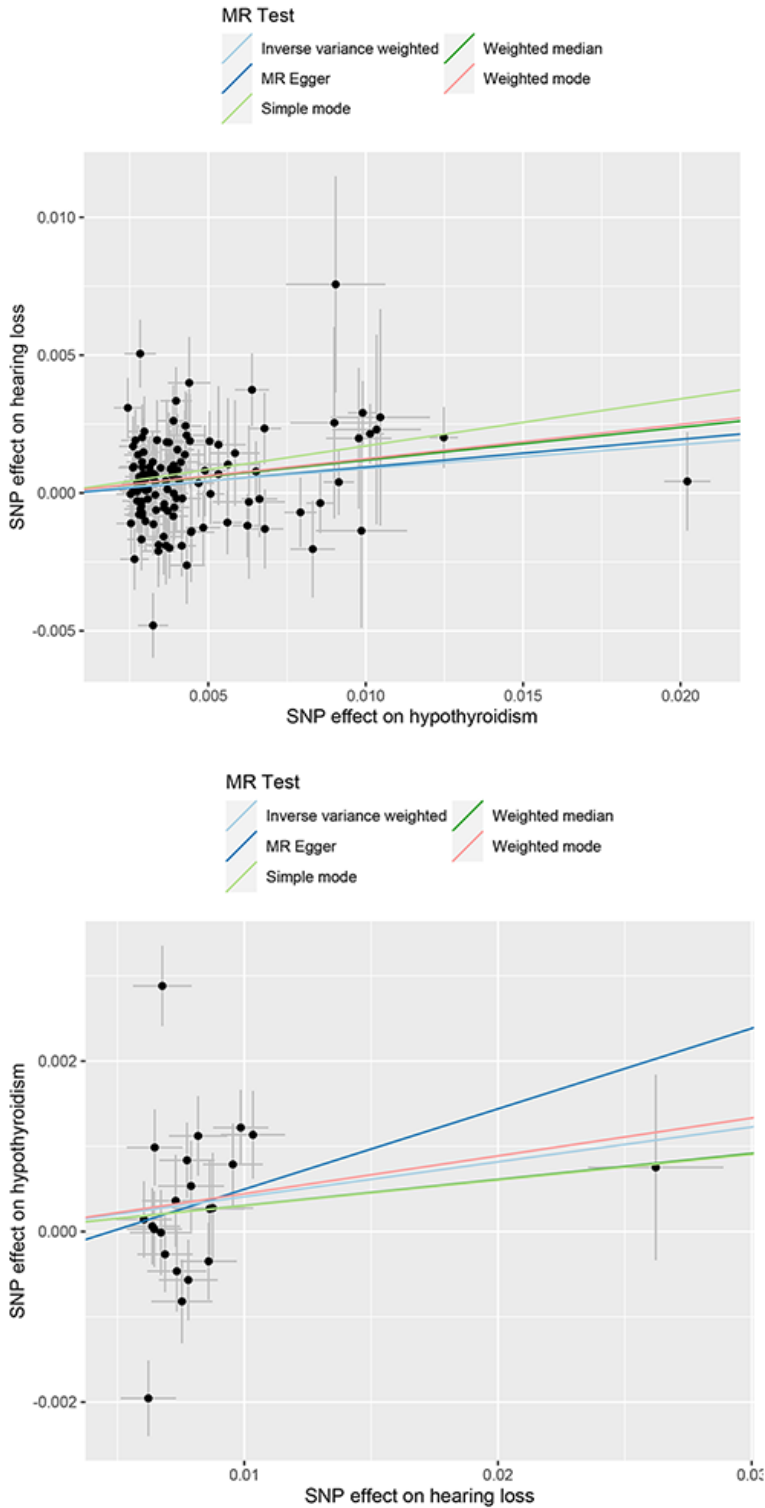 MR Test
Inverse variance weighted
Weighted median
MR Egger
Weighted mode
Simple mode
0.010
0.005
0.000
-0.005
SNP effect on hearing loss
0.005
0.010
0.015
0.020
SNP effect on hypothyroidism
MR Test
Inverse variance weighted
Weighted median
MR Egger
Weighted mode
Simple mode
0.002
0.000
-0.002
SNP effect on hypothyroidism
0.01
0.02
SNP effect on hearing loss